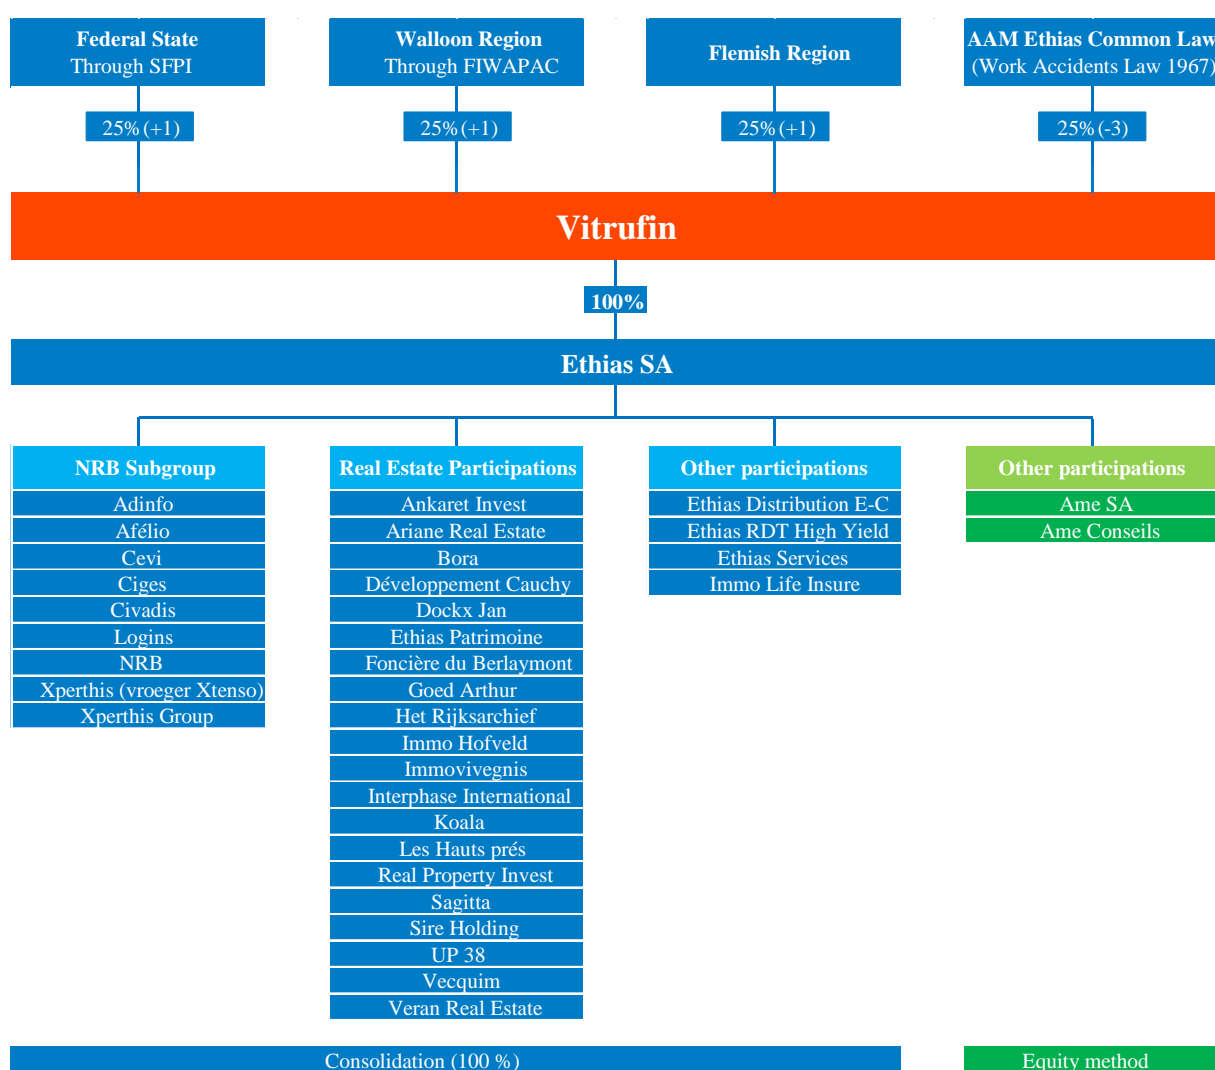 Federal State
Through SFPI
Walloon Region
Through FIWAPAC
Flemish Region
AAM Ethias Common Law
(Work Accidents Law 1967)
25% (+1)
25% (+1)
25% (+1)
25% (-3)
Vitrufin
100%
Ethias SA
NRB Subgroup
Adinfo
Afélio
Cevi
Ciges
Civadis
Logins
NRB
Xperthis (vroeger Xtenso)
Xperthis Group
Real Estate Participations
Ankaret Invest
Ariane Real Estate
Bora
Développement Cauchy
Dockx Jan
Ethias Patrimoine
Foncière du Berlaymont
Goed Arthur
Het Rijksarchief
Immo Hofveld
Immovivegnis
Interphase International
Koala
Les Hauts prés
Real Property Invest
Sagitta
Sire Holding
UP 38
Vecquim
Veran Real Estate
Other participations
Ethias Distribution E-C
Ethias RDT High Yield
Ethias Services
Immo Life Insure
Other participations
Ame SA
Ame Conseils
Consolidation (100 %)
Equity method